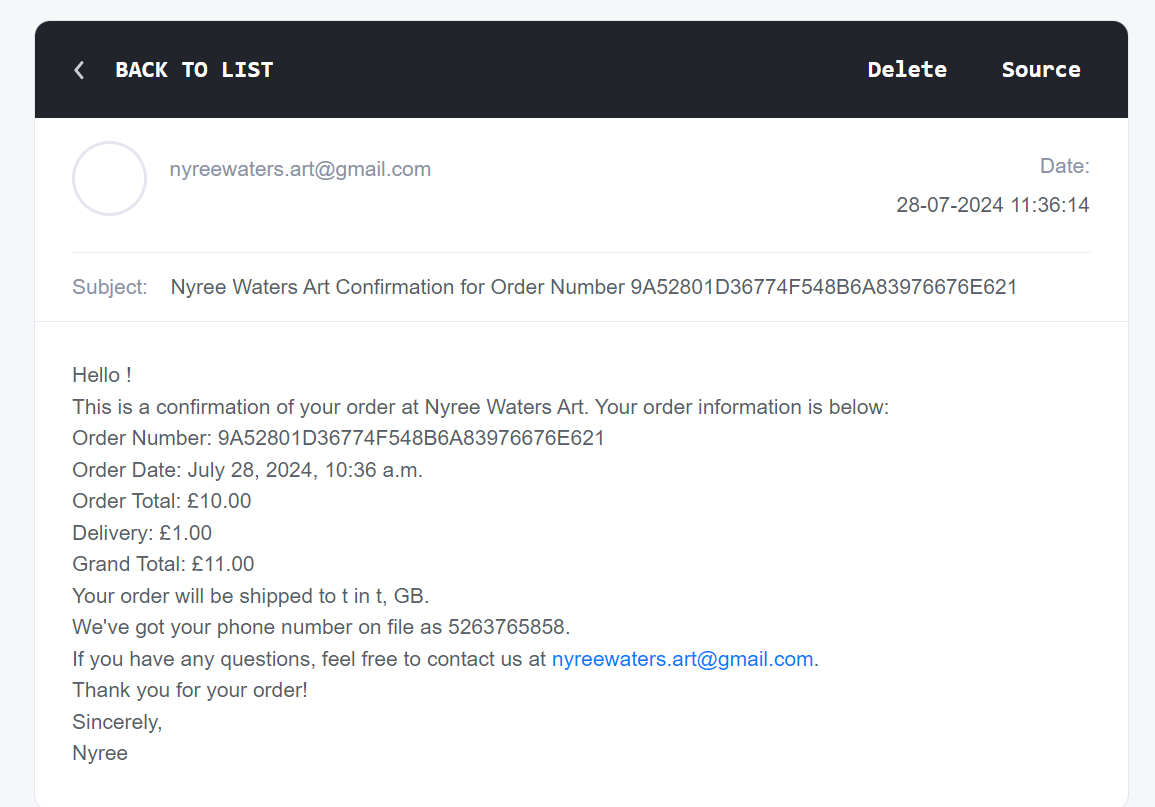 BACK TO LIST
Delete
Source
nyreewaters.art@gmail.com
Date:
28-07-2024 11:36:14
Subject: Nyree Waters Art Confirmation for Order Number 9A52801D36774F548B6A83976676E621
Hello !
This is a confirmation of your order at Nyree Waters Art. Your order information is below:
Order Number: 9A52801D36774F548B6A83976676E621
Order Date: July 28, 2024, 10:36 a.m.
Order Total: £10.00
Delivery: £1.00
Grand Total: £11.00
Your order will be shipped to t in t, GB.
We've got your phone number on file as 5263765858.
If you have any questions, feel free to contact us at nyreewaters.art@gmail.com.
Thank you for your order!
Sincerely,
Nyree